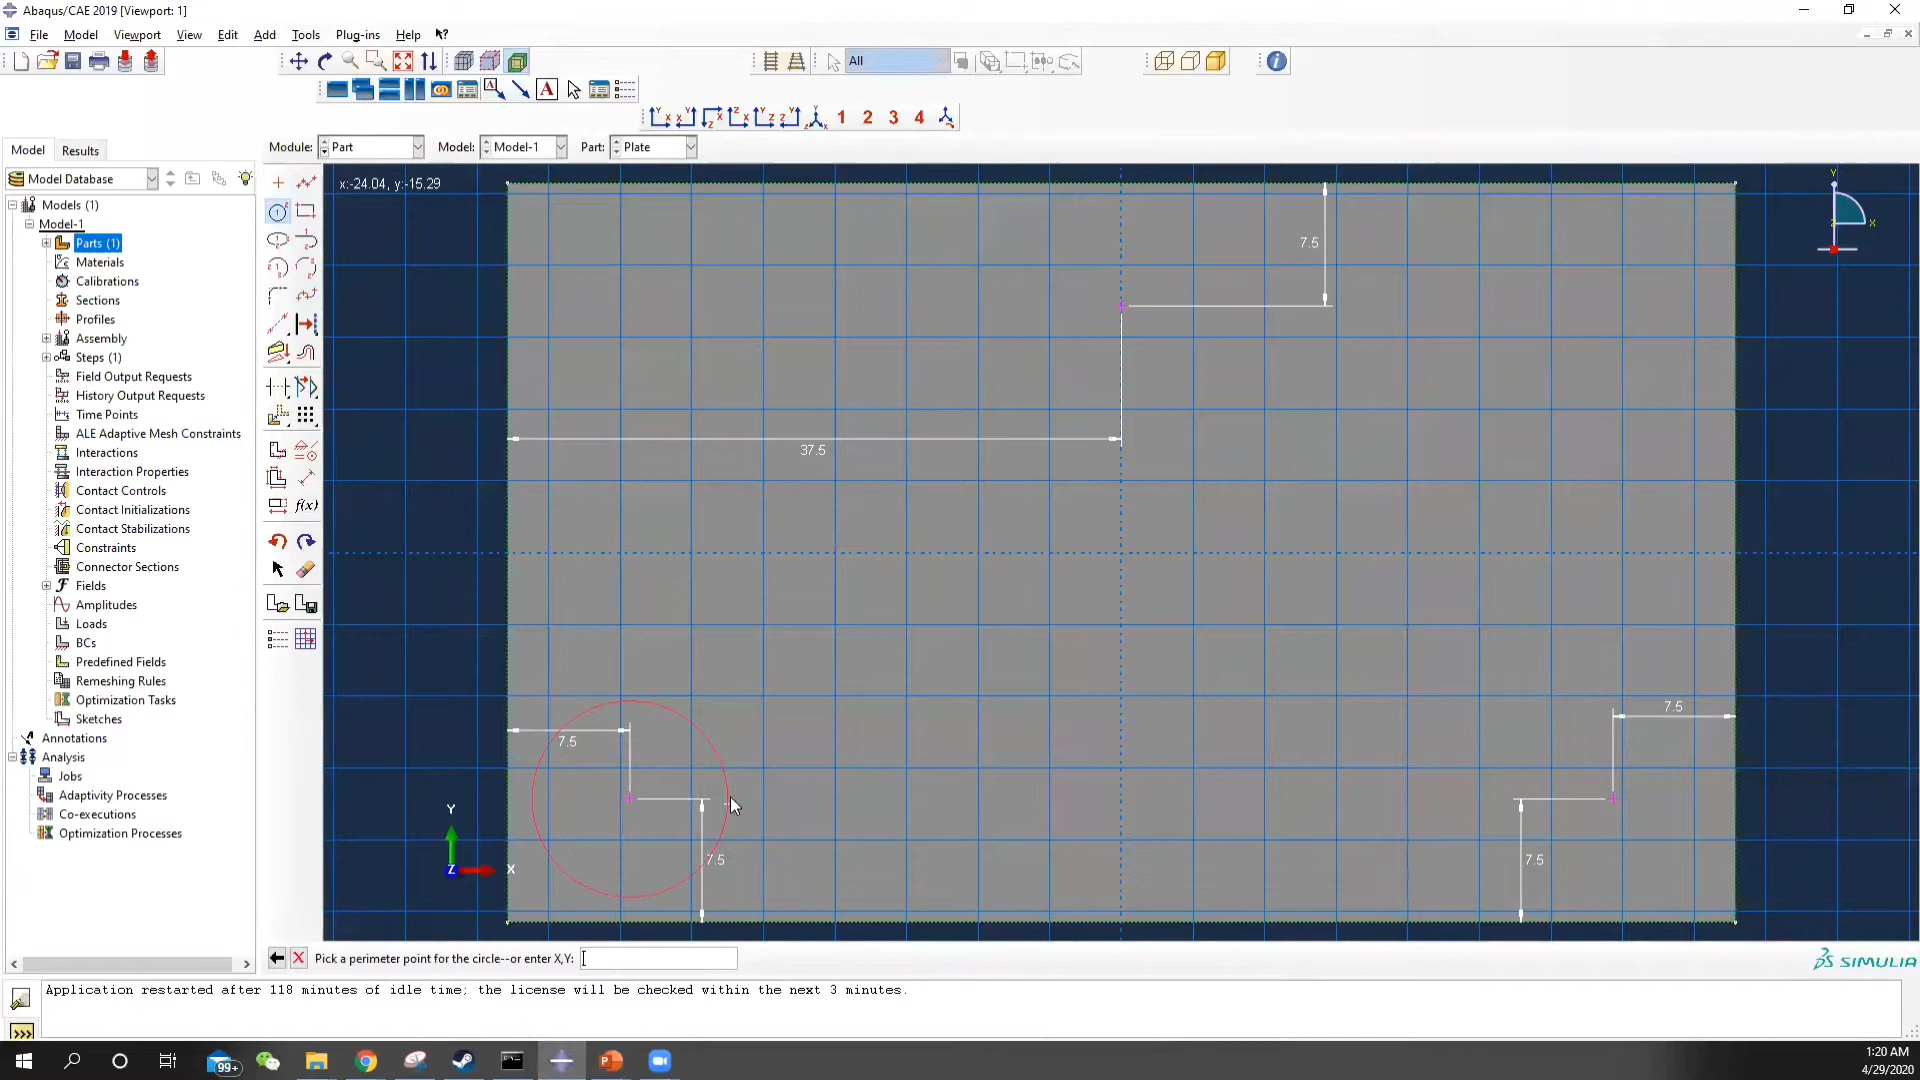 Abaqus/CAE 2019 [Viewport: 1]
File Model Viewport View Edit Add Tools Plug-ins Help
All
1 2 3 4
Model Results
Module: Part Model: Model-1 Part: Plate
Model Database
x:-24.04, y:-15.29
Models (1)
Model-1
Parts (1)
Materials
Calibrations
Sections
Profiles
Assembly
Steps (1)
Field Output Requests
History Output Requests
Time Points
ALE Adaptive Mesh Constraints
Interactions
Interaction Properties
Contact Controls
Contact Initializations
Contact Stabilizations
Constraints
Connector Sections
Fields
Amplitudes
Loads
BCs
Predefined Fields
Remeshing Rules
Optimization Tasks
Sketches
Annotations
Analysis
Jobs
Adaptivity Processes
Co-executions
Optimization Processes
f(x)
7.5
37.5
7.5
7.5
7.5
7.5
Y
X
Z
Y
X
Pick a perimeter point for the circle--or enter X,Y:
SIMULIA
Application restarted after 118 minutes of idle time; the license will be checked within the next 3 minutes.
>>>
99+
1:20 AM
4/29/2020